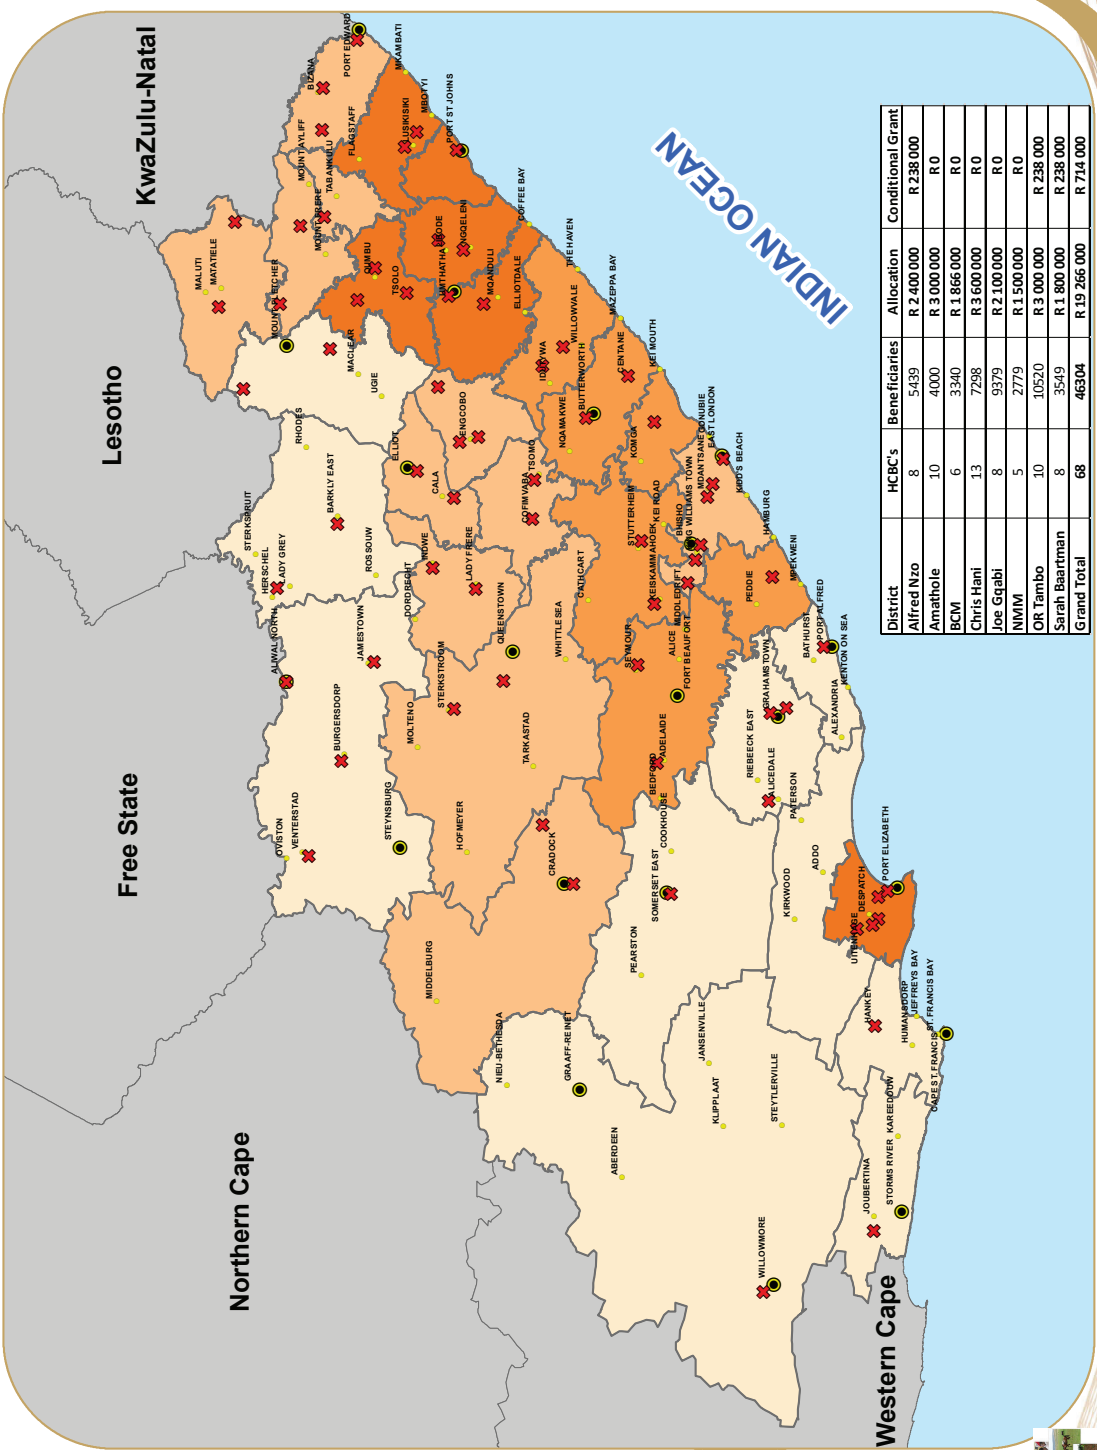 KwaZulu-Natal
Lesotho
Free State
Northern Cape
Western Cape
INDIAN OCEAN
PORT EDWARD
BIZANA
MKAMBATI
MOUNT AYLIFF
FLAGSTAFF
LUSIKISIKI
MBOTYI
PORT ST JOHNS
TABANKULU
MOUNT FRERE
MALUTI
MATATIELE
MOUNT FLETCHER
QUMBU
TSOLO
LIBODE
NGQELENI
UMTHATHA
MQANDULI
COFFEE BAY
ELLIOTDALE
THE HAVEN
MACLEAR
UGIE
RHODES
ELLIOT
ENGCOBO
CALA
IDUTYWA
WILLOWVALE
MAZEPPA BAY
BUTTERWORTH
CENTANE
NQAMAKWE
KEI MOUTH
TSOMO
COFIMVABA
KOMGA
GONUBIE
EAST LONDON
MDANTSANE
KIDD'S BEACH
STERKSPRUIT
BARKLY EAST
HERSCHEL
LADY GREY
ROSSOUW
INDWE
LADY FRERE
DORDRECHT
STUTTERHEIM
KEI ROAD
BHISHO
KING WILLIAMS TOWN
HAMBURG
CATHCART
KEISKAMMAHOEK
MIDDLEDRIFT
PEDDIE
MPEKWENI
ALIWAL NORTH
JAMESTOWN
STERKSTROOM
QUEENSTOWN
WHITTLESEA
SEYMOUR
ALICE
FORT BEAUFORT
BATHURST
PORT ALFRED
KENTON ON SEA
GRAHAMSTOWN
BURGERSDORP
MOLTENO
TARKASTAD
BEDFORD
ADELAIDE
RIEBEECK EAST
ALICEDALE
ALEXANDRIA
PATERSON
OVISTON
VENTERSTAD
STEYNSBURG
HOFMEYER
CRADOCK
COOKHOUSE
SOMERSET EAST
KIRKWOOD
ADDO
DESPATCH
PORT ELIZABETH
UITENHAGE
MIDDELBURG
PEARSTON
NIEU-BETHESDA
GRAAFF-REINET
JANSENVILLE
HANKEY
HUMANSDORP
JEFFREYS BAY
ST. FRANCIS BAY
CAPE ST. FRANCIS
ABERDEEN
KLIPPLAAT
STEYTLERVILLE
KAREEDOUW
STORMS RIVER
JOUBERTINA
WILLOWMORE
District HCBC's Beneficiaries Allocation Conditional Grant
Alfred Nzo 8 5439 R 2 400 000 R 238 000
Amathole 10 4000 R 3 000 000 R 0
BCM 6 3340 R 1 866 000 R 0
Chris Hani 13 7298 R 3 600 000 R 0
Joe Gqabi 8 9379 R 2 100 000 R 0
NMM 5 2779 R 1 500 000 R 0
OR Tambo 10 10520 R 3 000 000 R 238 000
Sarah Baartman 8 3549 R 1 800 000 R 238 000
Grand Total 68 46304 R 19 266 000 R 714 000